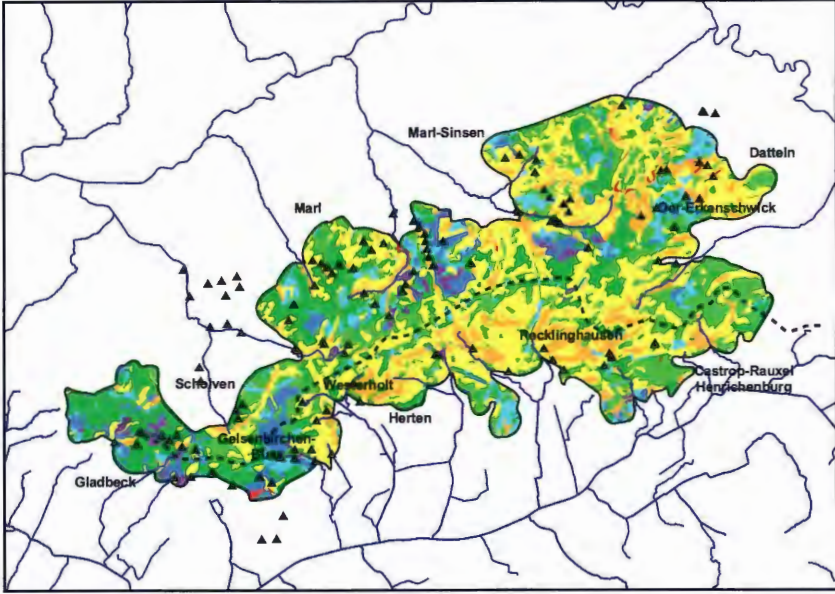 Marl-Sinsen
Datteln
Marl
Oer-Erkenschwick
Recklinghausen
Castrop-Rauxel
Henrichenburg
Scholven
Westerholt
Herten
Gelsenkirchen-
Buer
Gladbeck